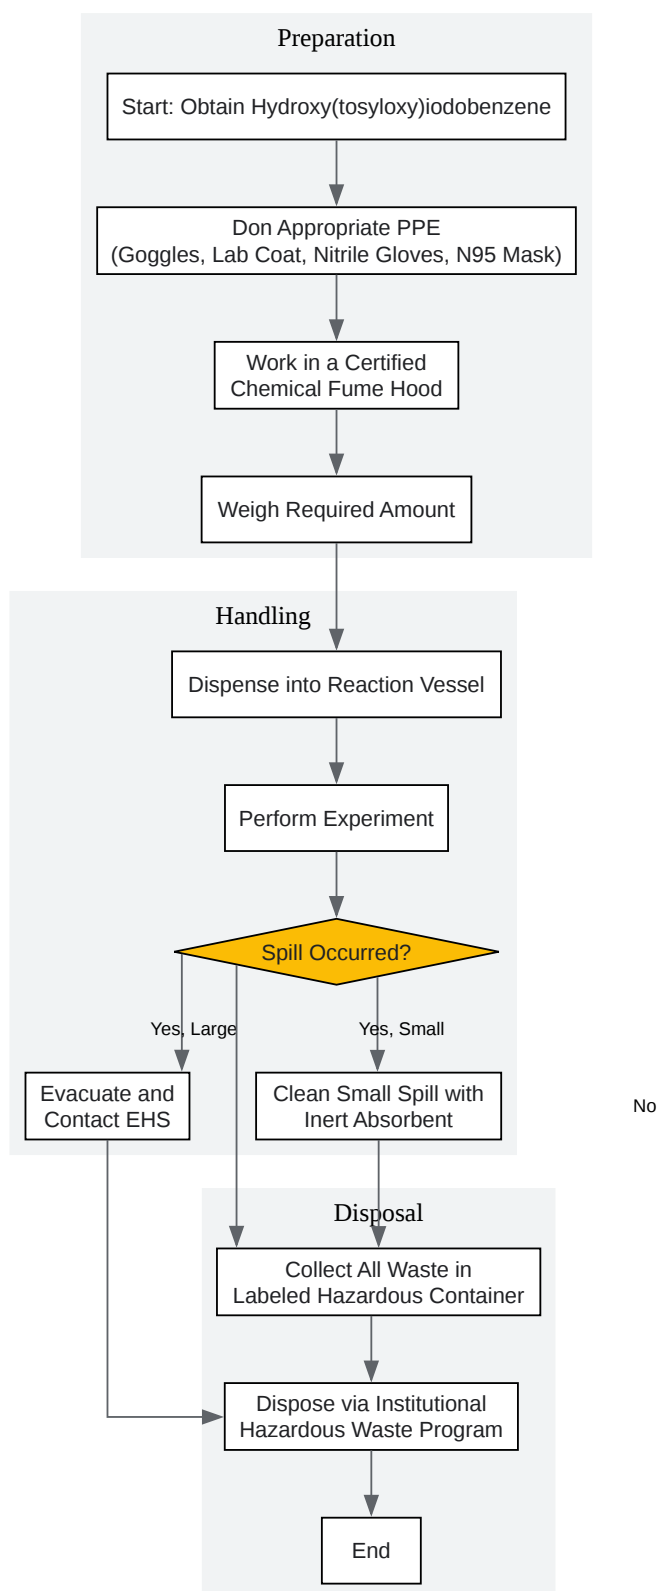 Preparation
Start: Obtain Hydroxy(tosyloxy)iodobenzene
Don Appropriate PPE
(Goggles, Lab Coat, Nitrile Gloves, N95 Mask)
Work in a Certified
Chemical Fume Hood
Weigh Required Amount
Handling
Dispense into Reaction Vessel
Perform Experiment
Spill Occurred?
Yes, Large
Yes, Small
Evacuate and
Contact EHS
Clean Small Spill with
Inert Absorbent
No
Disposal
Collect All Waste in
Labeled Hazardous Container
Dispose via Institutional
Hazardous Waste Program
End